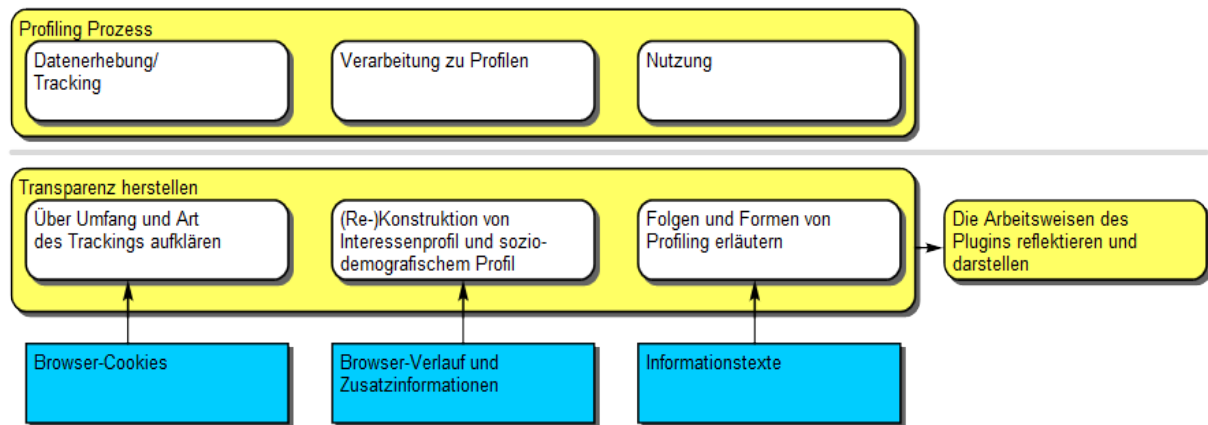 Profiling Prozess
Datenerhebung/
Tracking
Verarbeitung zu Profilen
Nutzung
Transparenz herstellen
Über Umfang und Art
des Trackings aufklären
(Re-)Konstruktion von
Interessenprofil und sozio-
demografischem Profil
Folgen und Formen von
Profiling erläutern
Die Arbeitsweisen des
Plugins reflektieren und
darstellen
Browser-Cookies
Browser-Verlauf und
Zusatzinformationen
Informationstexte